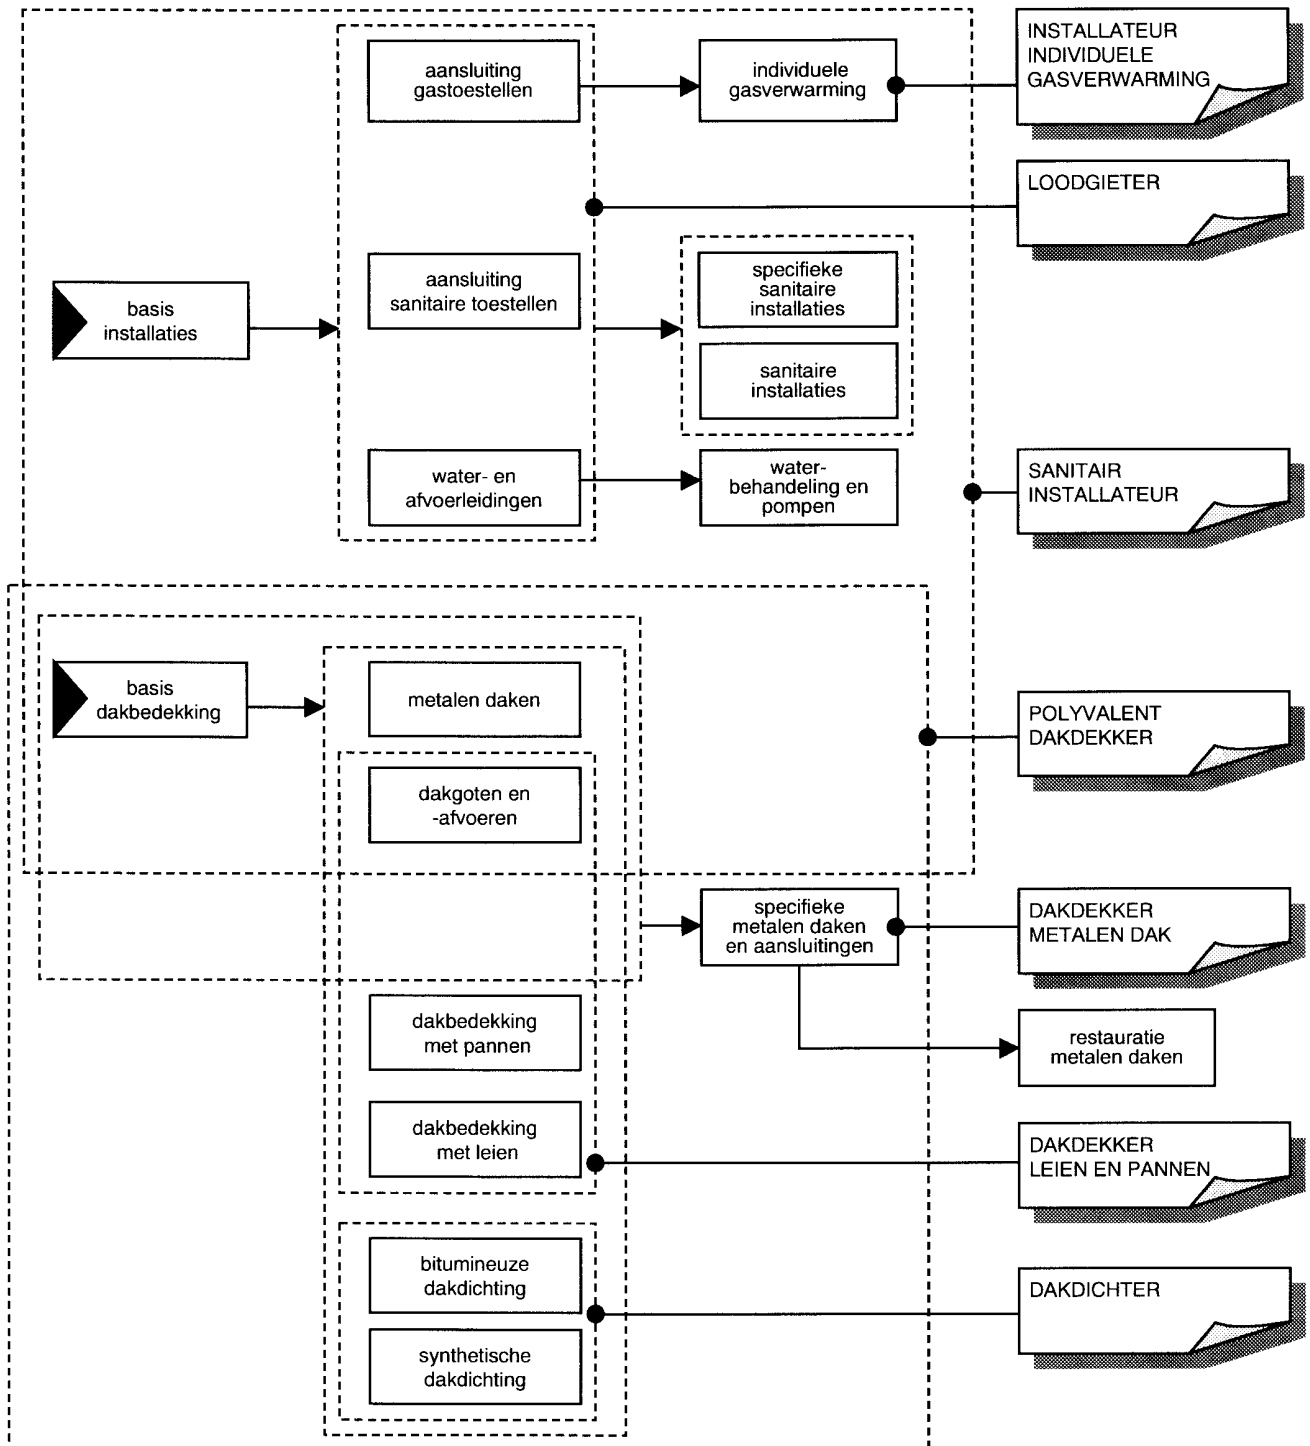 aansluiting
gastoestellen
individuele
gasverwarming
INSTALLATEUR
INDIVIDUELE
GASVERWARMING
LOODGIETER
basis
installaties
aansluiting
sanitaire toestellen
specifieke
sanitaire
installaties
sanitaire
installaties
water- en
afvoerleidingen
water-
behandeling en
pompen
SANITAIR
INSTALLATEUR
basis
dakbedekking
metalen daken
POLYVALENT
DAKDEKKER
dakgoten en
-afvoeren
specifieke
metalen daken
en aansluitingen
DAKDEKKER
METALEN DAK
dakbedekking
met pannen
restauratie
metalen daken
dakbedekking
met leien
DAKDEKKER
LEIEN EN PANNEN
bitumineuze
dakdichting
DAKDICHTER
synthetische
dakdichting